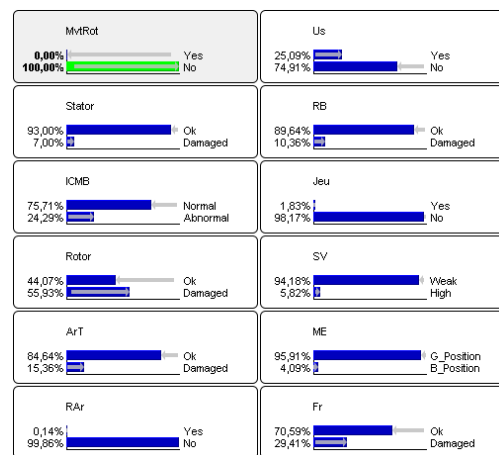 MvtRot
0,00% Yes
100,00% No
Us
25,09% Yes
74,91% No
Stator
93,00% Ok
7,00% Damaged
RB
89,64% Ok
10,36% Damaged
ICMB
75,71% Normal
24,29% Abnormal
Jeu
1,83% Yes
98,17% No
Rotor
44,07% Ok
55,93% Damaged
SV
94,18% Weak
5,82% High
ArT
84,64% Ok
15,36% Damaged
ME
95,91% G_Position
4,09% B_Position
RAr
0,14% Yes
99,86% No
Fr
70,59% Ok
29,41% Damaged